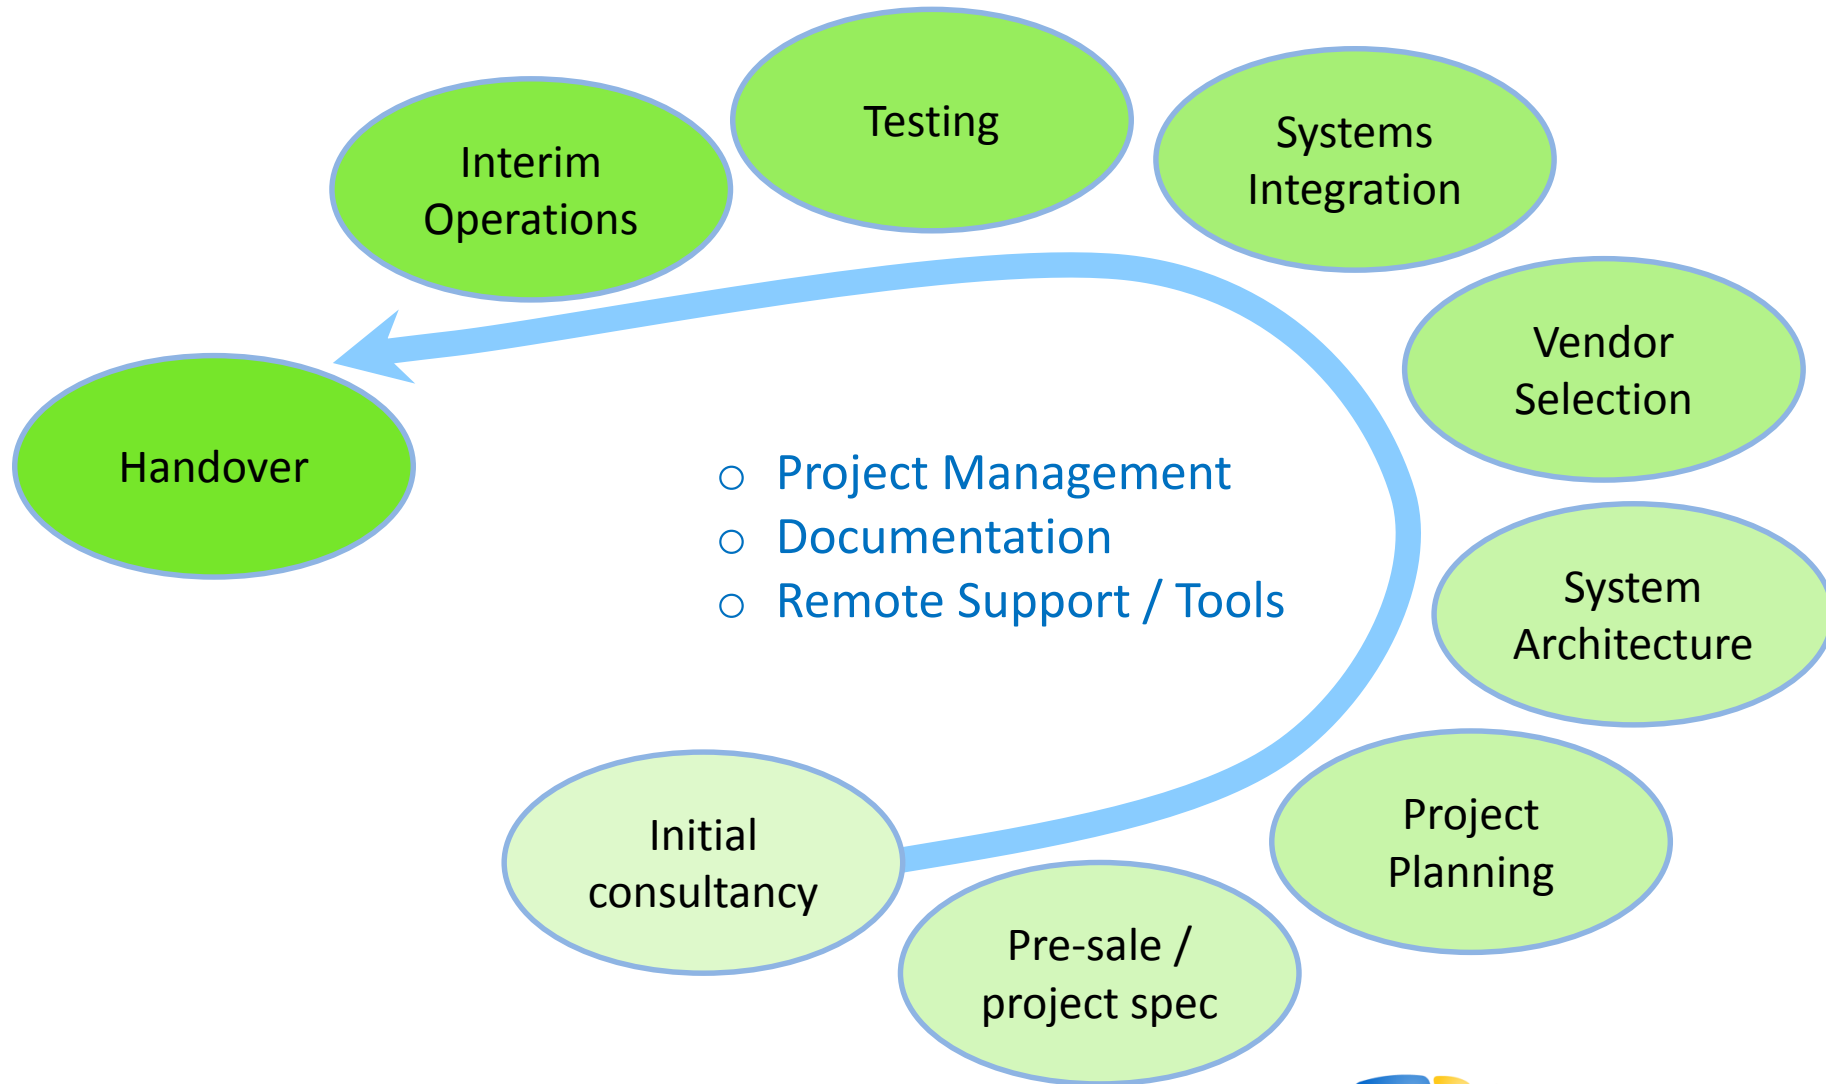 Testing
Systems
Integration
Interim
Operations
Vendor
Selection
Handover
○ Project Management
○ Documentation
○ Remote Support / Tools
System
Architecture
Project
Planning
Initial
consultancy
Pre-sale /
project spec